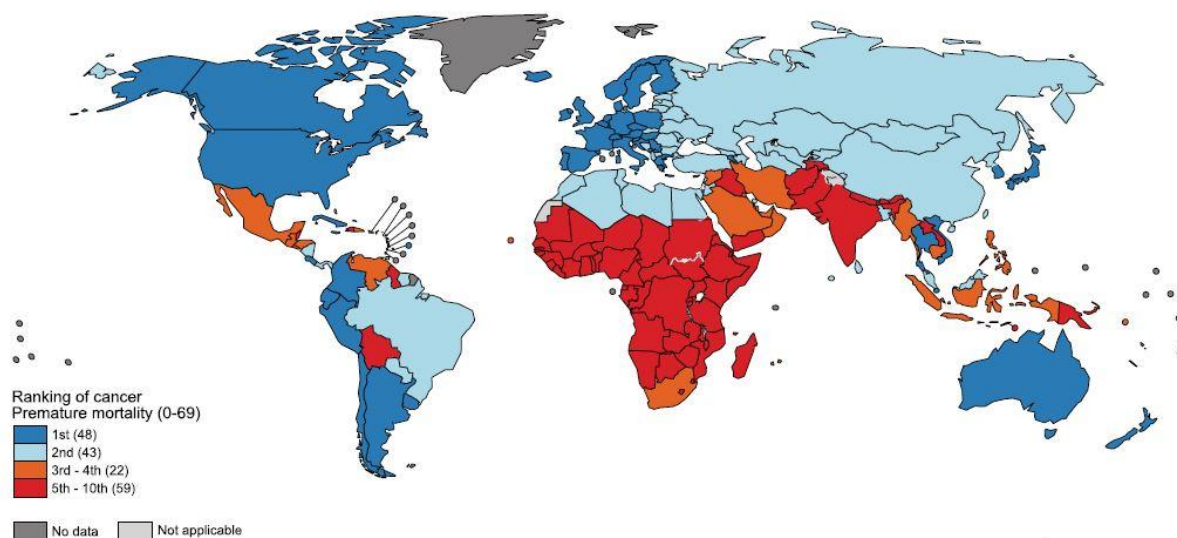 Ranking of cancer
Premature mortality (0-69)
1st (48)
2nd (43)
3rd - 4th (22)
5th - 10th (59)
No data
Not applicable